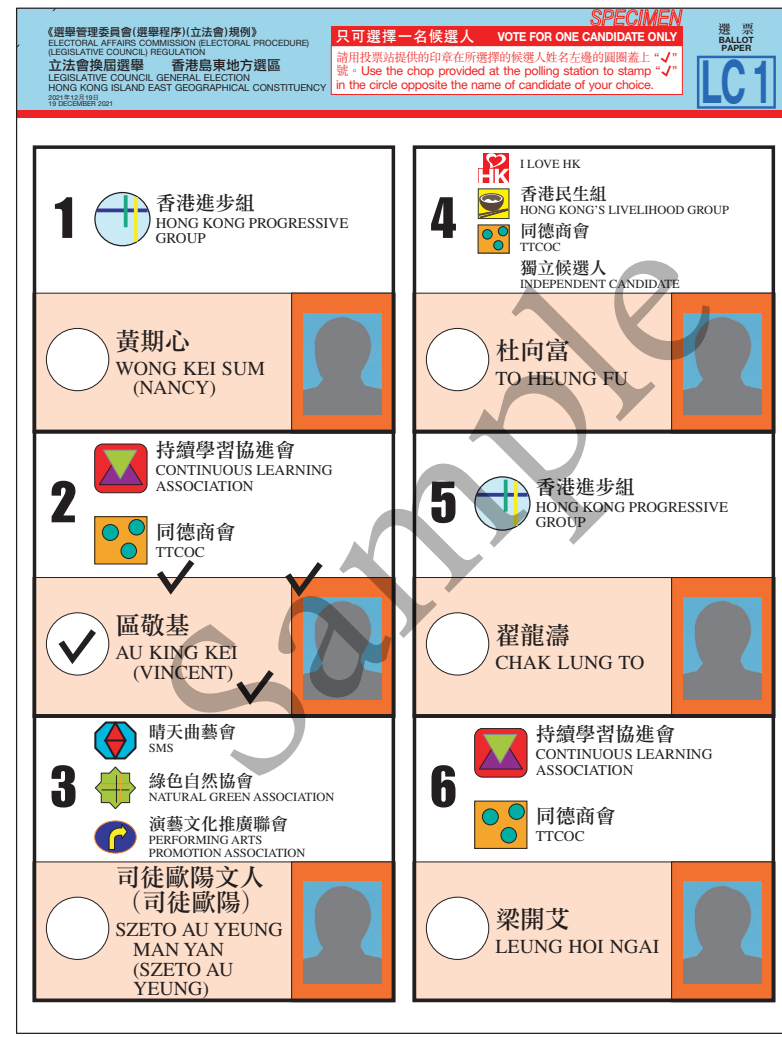 《選舉管理委員會(選舉程序)(立法會)規例》
ELECTORAL AFFAIRS COMMISSION (ELECTORAL PROCEDURE)
(LEGISLATIVE COUNCIL) REGULATION
立法會換屆選舉 香港島東地方選區
LEGISLATIVE COUNCIL GENERAL ELECTION
HONG KONG ISLAND EAST GEOGRAPHICAL CONSTITUENCY
2021年12月19日
19 DECEMBER 2021
SPECIMEN
只可選擇一名候選人 VOTE FOR ONE CANDIDATE ONLY
請用投票站提供的印章在所選擇的候選人姓名左邊的圓圈蓋上 “✓”
號。Use the chop provided at the polling station to stamp “✓”
in the circle opposite the name of candidate of your choice.
選 票
BALLOT
PAPER
LC1
1
香港進步組
HONG KONG PROGRESSIVE
GROUP
黃期心
WONG KEI SUM
(NANCY)
2
持續學習協進會
CONTINUOUS LEARNING
ASSOCIATION
同德商會
TTCOC
區敬基
AU KING KEI
(VINCENT)
3
晴天曲藝會
SMS
綠色自然協會
NATURAL GREEN ASSOCIATION
演藝文化推廣聯會
PERFORMING ARTS
PROMOTION ASSOCIATION
司徒歐陽文人
(司徒歐陽)
SZETO AU YEUNG
MAN YAN
(SZETO AU
YEUNG)
4
HK
I LOVE HK
香港民生組
HONG KONG'S LIVELIHOOD GROUP
同德商會
TTCOC
獨立候選人
INDEPENDENT CANDIDATE
杜向富
TO HEUNG FU
5
香港進步組
HONG KONG PROGRESSIVE
GROUP
翟龍濤
CHAK LUNG TO
6
持續學習協進會
CONTINUOUS LEARNING
ASSOCIATION
同德商會
TTCOC
梁開艾
LEUNG HOI NGAI
Sample